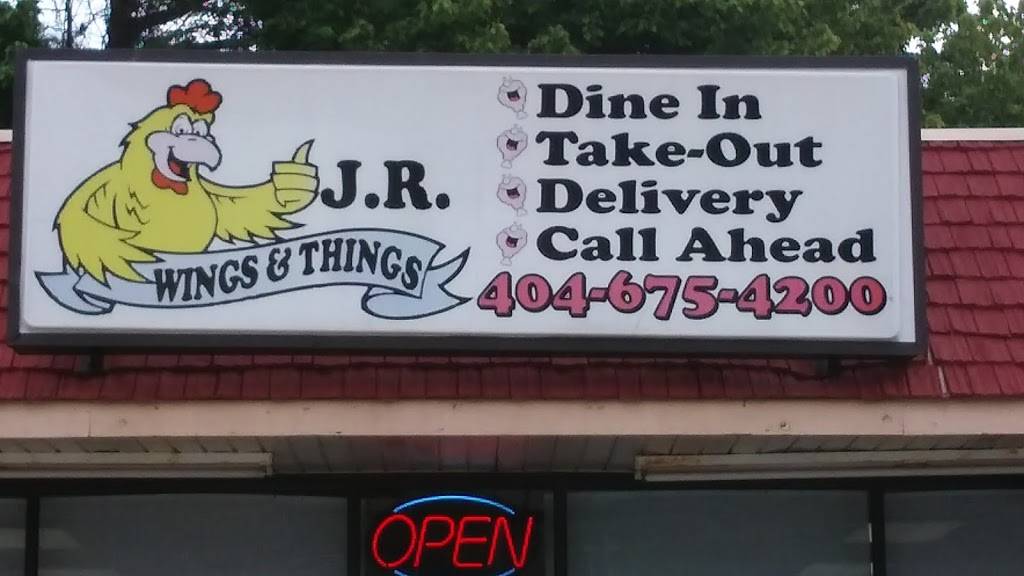 J.R.
WINGS & THINGS
Dine In
Take-Out
Delivery
Call Ahead
404-675-4200
OPEN